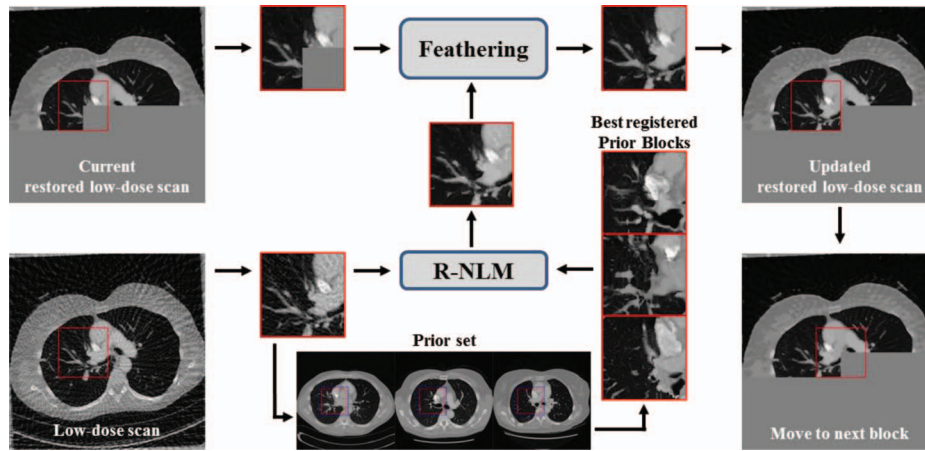 Feathering
Current
restored low-dose scan
Best registered
Prior Blocks
Updated
restored low-dose scan
R-NLM
Prior set
Low-dose scan
Move to next block